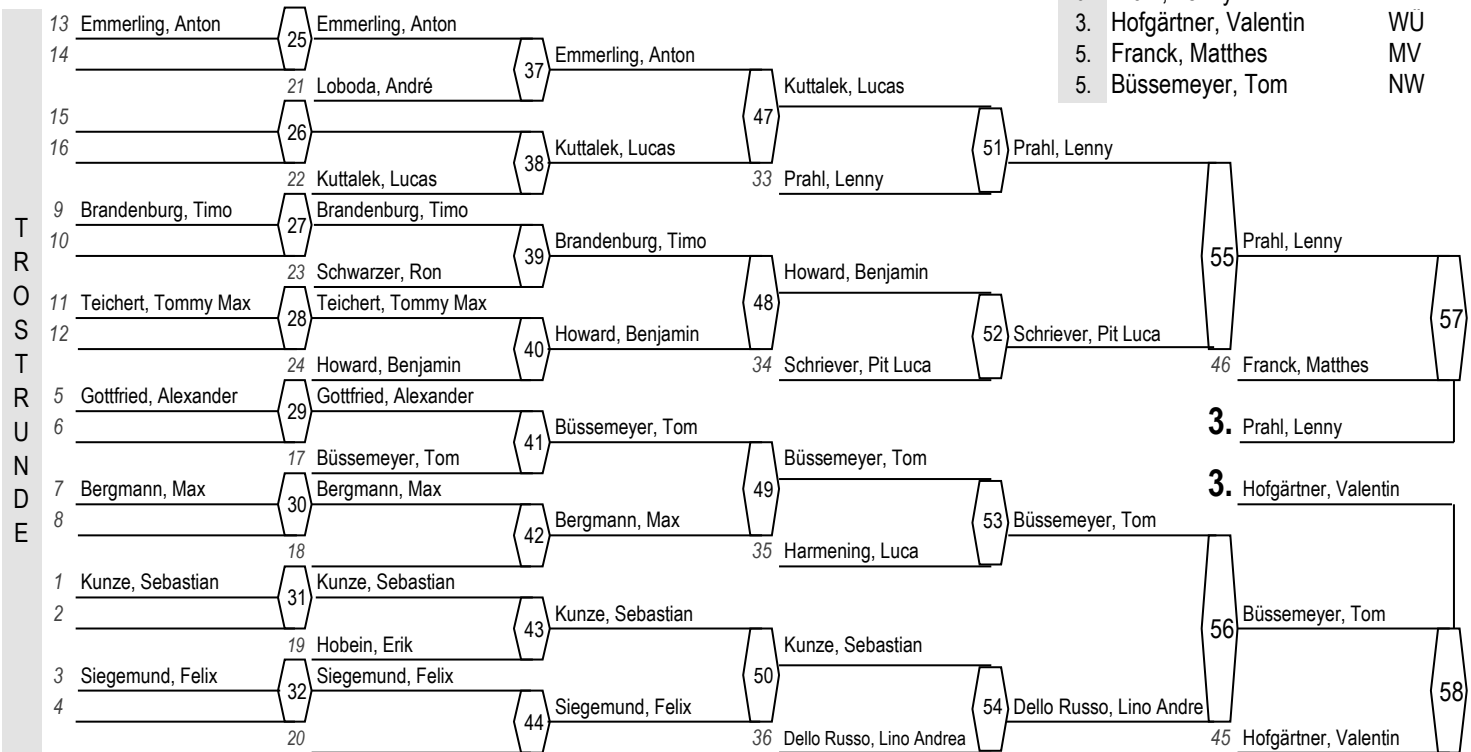 3. Hofgärtner, Valentin WÜ
5. Franck, Matthes MV
5. Büssemeyer, Tom NW
TROSTRUNDE
13 Emmerling, Anton 25 Emmerling, Anton
14 37 Emmerling, Anton
21 Loboda, André Kuttalek, Lucas
15 47
16 26 Kuttalek, Lucas 51 Prahl, Lenny
38
22 Kuttalek, Lucas 33 Prahl, Lenny
9 Brandenburg, Timo 27 Brandenburg, Timo
10 39 Brandenburg, Timo 55 Prahl, Lenny
23 Schwarzer, Ron Howard, Benjamin
11 Teichert, Tommy Max 28 Teichert, Tommy Max 48 57
12 40 Howard, Benjamin 52 Schriever, Pit Luca
24 Howard, Benjamin 34 Schriever, Pit Luca 46 Franck, Matthes
5 Gottfried, Alexander 29 Gottfried, Alexander
6 41 Büssemeyer, Tom 3. Prahl, Lenny
17 Büssemeyer, Tom Büssemeyer, Tom
7 Bergmann, Max 30 Bergmann, Max 49 3. Hofgärtner, Valentin
8 42 Bergmann, Max 53 Büssemeyer, Tom
18 35 Harmening, Luca
1 Kunze, Sebastian 31 Kunze, Sebastian
2 43 Kunze, Sebastian 56 Büssemeyer, Tom
19 Hobein, Erik Kunze, Sebastian
3 Siegemund, Felix 32 Siegemund, Felix 50 58
4 44 Siegemund, Felix 54 Dello Russo, Lino Andre
20 36 Dello Russo, Lino Andrea 45 Hofgärtner, Valentin